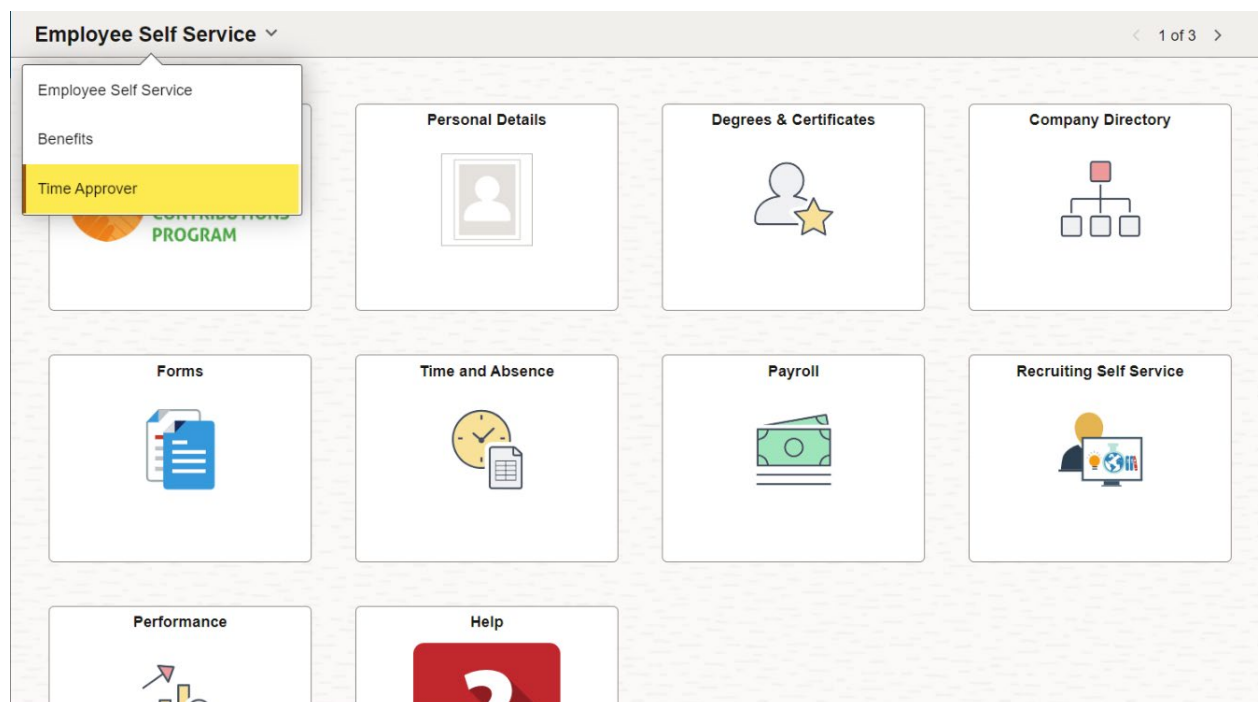 Employee Self Service
1 of 3
Employee Self Service
Benefits
Time Approver
CONTRIBUTIONS
PROGRAM
Personal Details
Degrees & Certificates
Company Directory
Forms
Time and Absence
Payroll
Recruiting Self Service
Performance
Help
?